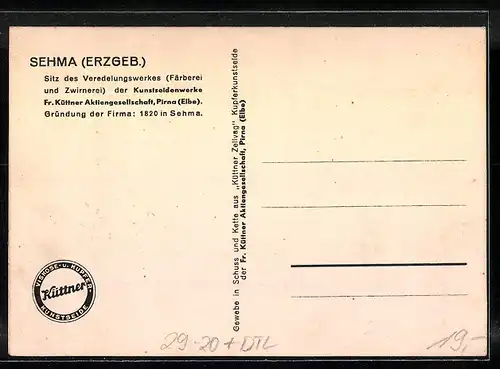 SEHMA (ERZGEB.)
Sitz des Veredelungswerkes (Färberei
und Zwirnerei) der Kunstseidenwerke
Fr. Küttner Aktiengesellschaft, Pirna (Elbe).
Gründung der Firma: 1820 in Sehma.
Gewebe in Schuss und Kette aus „Küttner Zellvag" Kupferkunstseide
der Fr. Küttner Aktiengesellschaft, Pirna (Elbe)
VISKOSE- U. KUPFER-
Küttner
KUNSTSEIDE
29-20 + DTL
19,-